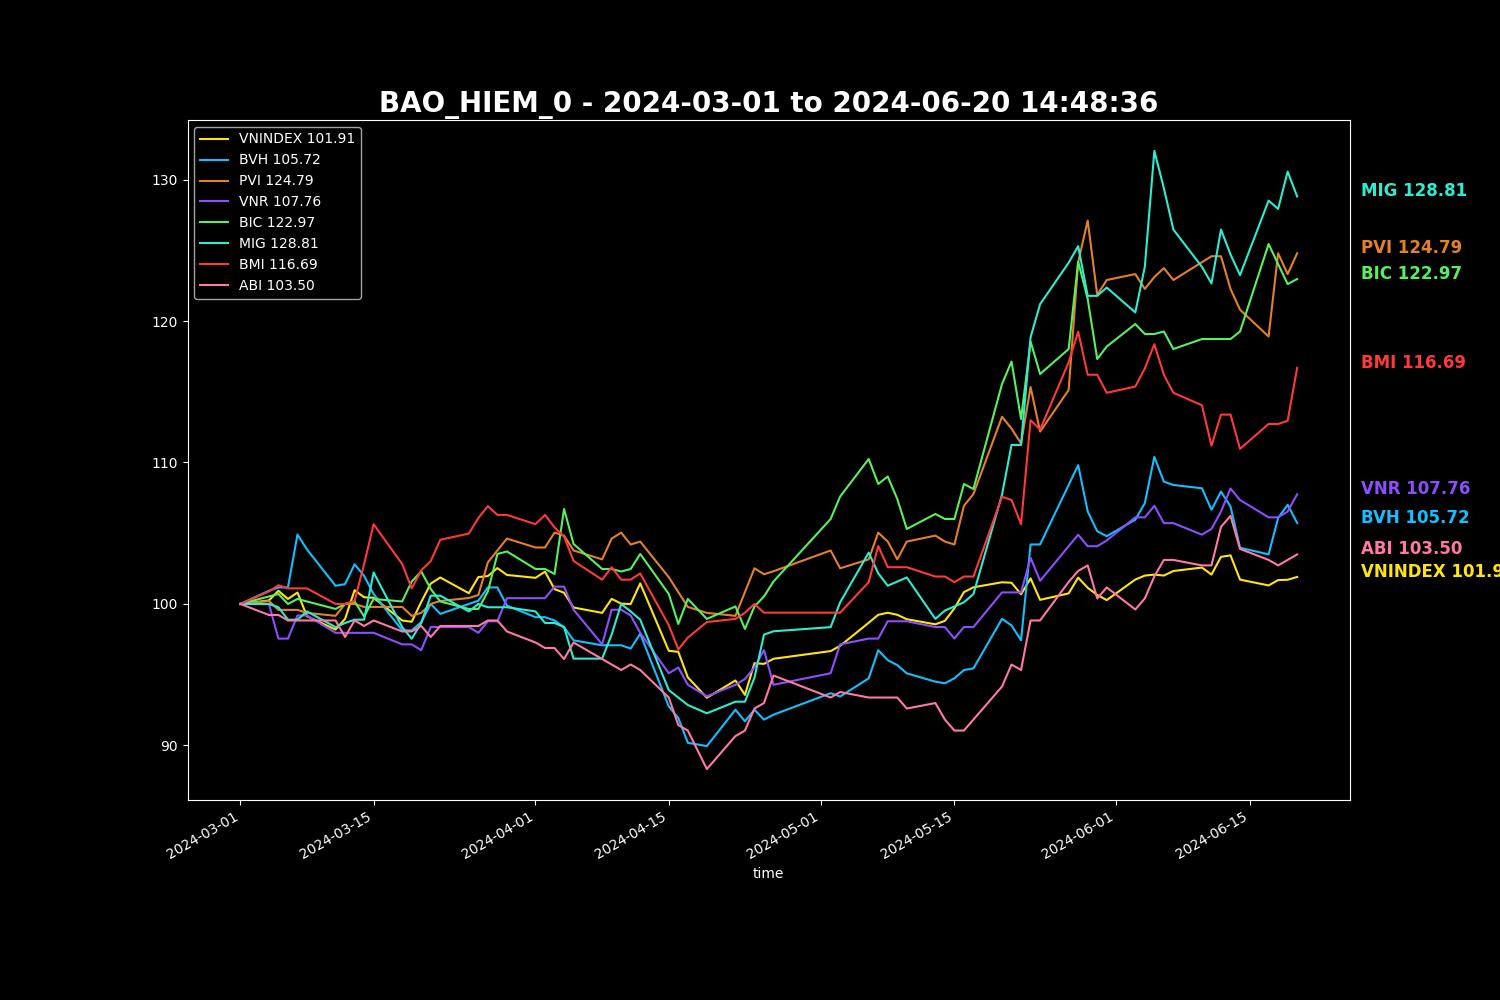 BAO_HIEM_0 - 2024-03-01 to 2024-06-20 14:48:36
VNINDEX 101.91
BVH 105.72
PVI 124.79
VNR 107.76
BIC 122.97
MIG 128.81
BMI 116.69
ABI 103.50
130
120
110
100
90
MIG 128.81
PVI 124.79
BIC 122.97
BMI 116.69
VNR 107.76
BVH 105.72
ABI 103.50
VNINDEX 101.9
2024-03-01
2024-03-15
2024-04-01
2024-04-15
2024-05-01
2024-05-15
2024-06-01
2024-06-15
time